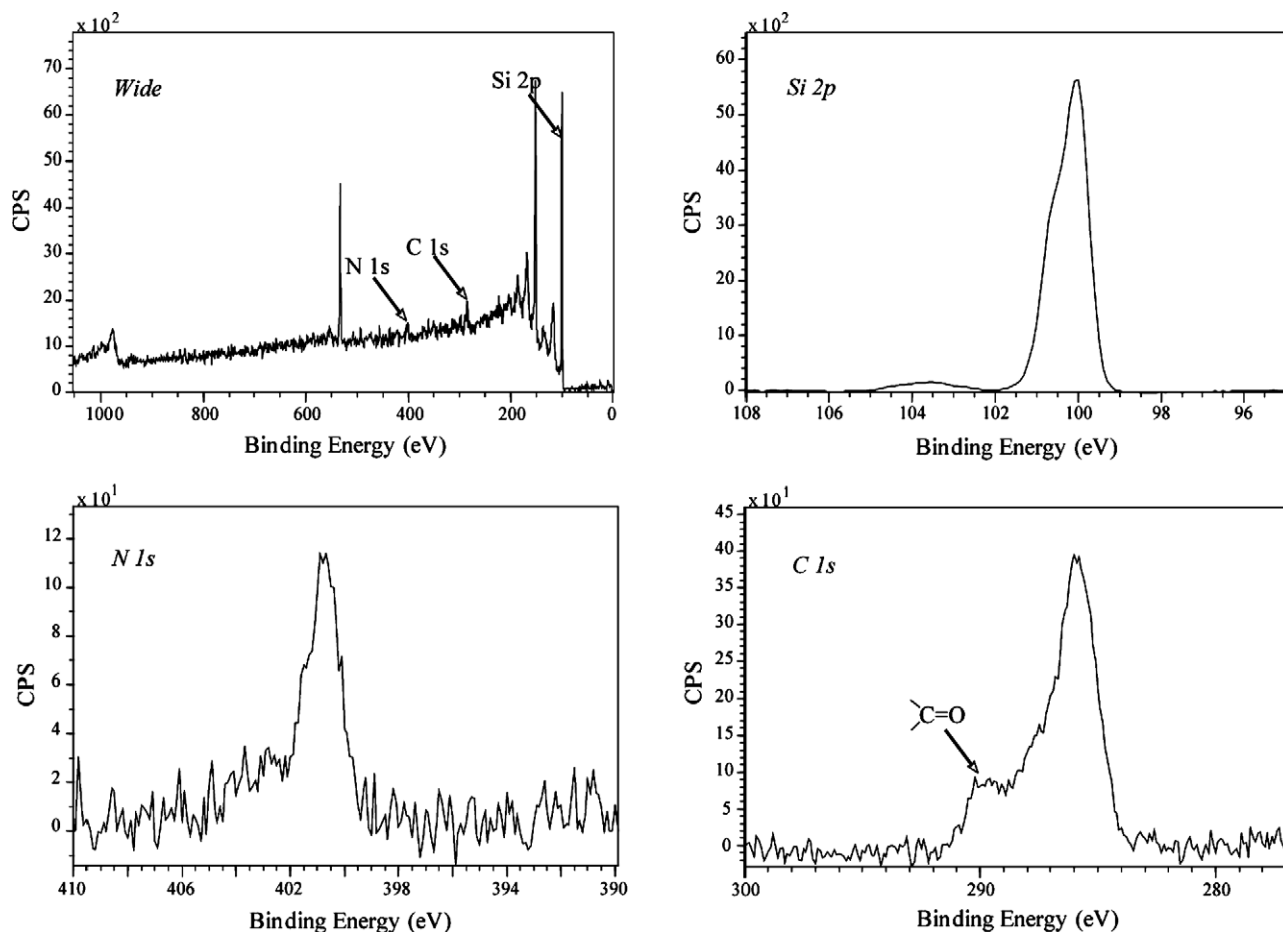 x 10²
Wide
Si 2p
C 1s
N 1s
CPS
70
60
50
40
30
20
10
0
1000 800 600 400 200 0
Binding Energy (eV)
x 10²
Si 2p
CPS
60
50
40
30
20
10
0
108 106 104 102 100 98 96
Binding Energy (eV)
x 10¹
N 1s
CPS
12
10
8
6
4
2
0
410 406 402 398 394 390
Binding Energy (eV)
x 10¹
C 1s
C=O
CPS
45
40
35
30
25
20
15
10
5
0
300 290 280
Binding Energy (eV)